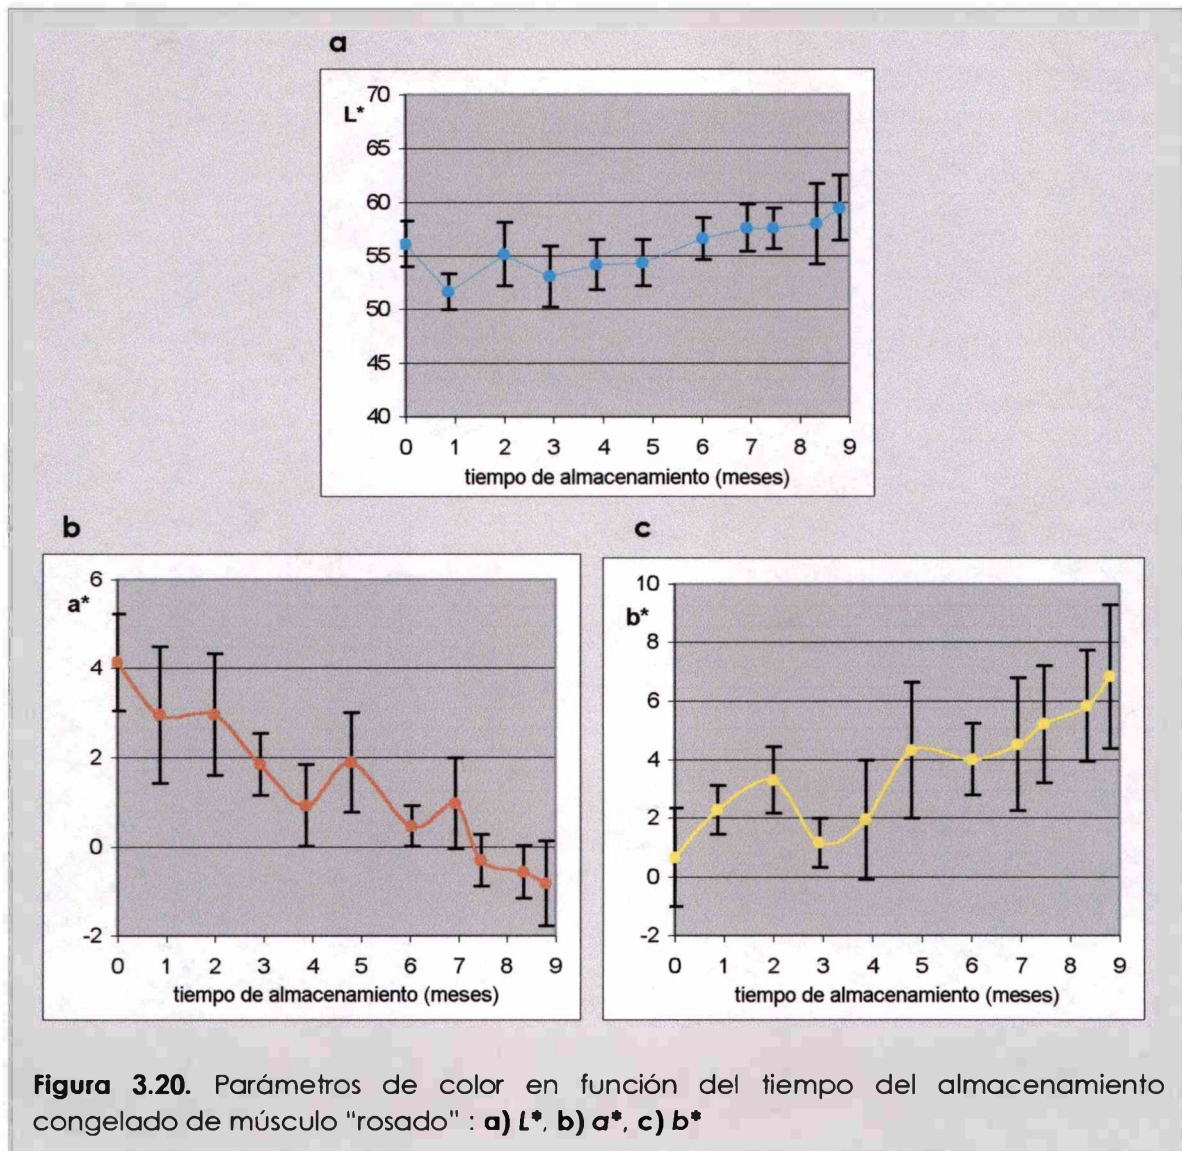 a
L*
70
65
60
55
50
45
40
0 1 2 3 4 5 6 7 8 9
tiempo de almacenamiento (meses)
b
a*
6
4
2
0
-2
0 1 2 3 4 5 6 7 8 9
tiempo de almacenamiento (meses)
c
b*
10
8
6
4
2
0
-2
0 1 2 3 4 5 6 7 8 9
tiempo de almacenamiento (meses)
Figura 3.20. Parámetros de color en función del tiempo del almacenamiento
congelado de músculo "rosado" : a) L*, b) a*, c) b*